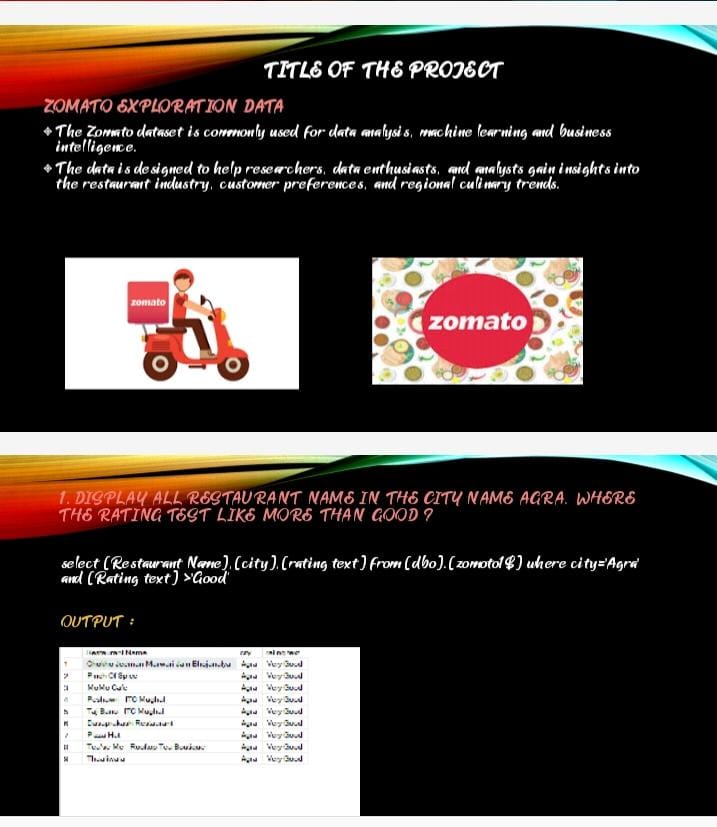 TITLE OF THE PROJECT
ZOMATO EXPLORATION DATA
The Zomato dataset is commonly used for data analysis, machine learning and business
intelligence.
The data is designed to help researchers, data enthusiasts, and analysts gain insights into
the restaurant industry, customer preferences, and regional culinary trends.
zomato
zomato
1. DISPLAY ALL RESTAURANT NAME IN THE CITY NAME AGRA. WHERE
THE RATING TEST LIKE MORE THAN GOOD ?
select [Restaurant Name],[city],[rating text] from [dbo].[zomoto1$] where city='Agra'
and [Rating text] >'Good'
OUTPUT :
Restaurant Name city rating text
1 Chokho Jeeman Marwari Jain Bhojanalya Agra Very Good
2 Pinch Of Spice Agra Very Good
3 MoMo Cafe Agra Very Good
4 Peshawri - ITC Mughal Agra Very Good
5 Taj Bano - ITC Mughal Agra Very Good
6 Dasaprakash Restaurant Agra Very Good
7 Pizza Hut Agra Very Good
8 Tea'se Me - Rooftop Tea Boutique Agra Very Good
9 Thaaliwala Agra Very Good